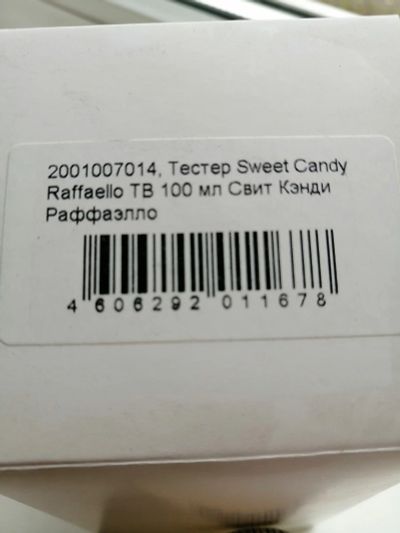 2001007014, Тестер Sweet Candy
Raffaello ТВ 100 мл Свит Кэнди
Раффаэлло
4 606292 011678